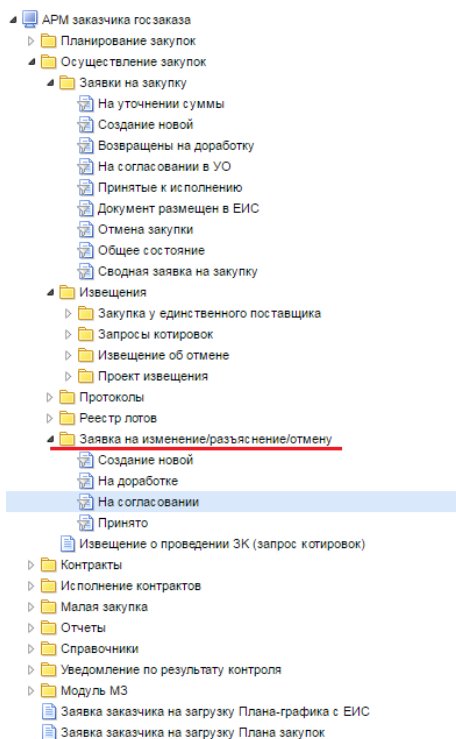 АРМ заказчика госзаказа
Планирование закупок
Осуществление закупок
Заявки на закупку
На уточнении суммы
Создание новой
Возвращены на доработку
На согласовании в УО
Принятые к исполнению
Документ размещен в ЕИС
Отмена закупки
Общее состояние
Сводная заявка на закупку
Извещения
Закупка у единственного поставщика
Запросы котировок
Извещение об отмене
Проект извещения
Протоколы
Реестр лотов
Заявка на изменение/разъяснение/отмену
Создание новой
На доработке
На согласовании
Принято
Извещение о проведении ЗК (запрос котировок)
Контракты
Исполнение контрактов
Малая закупка
Отчеты
Справочники
Уведомление по результату контроля
Модуль МЗ
Заявка заказчика на загрузку Плана-графика с ЕИС
Заявка заказчика на загрузку Плана закупок